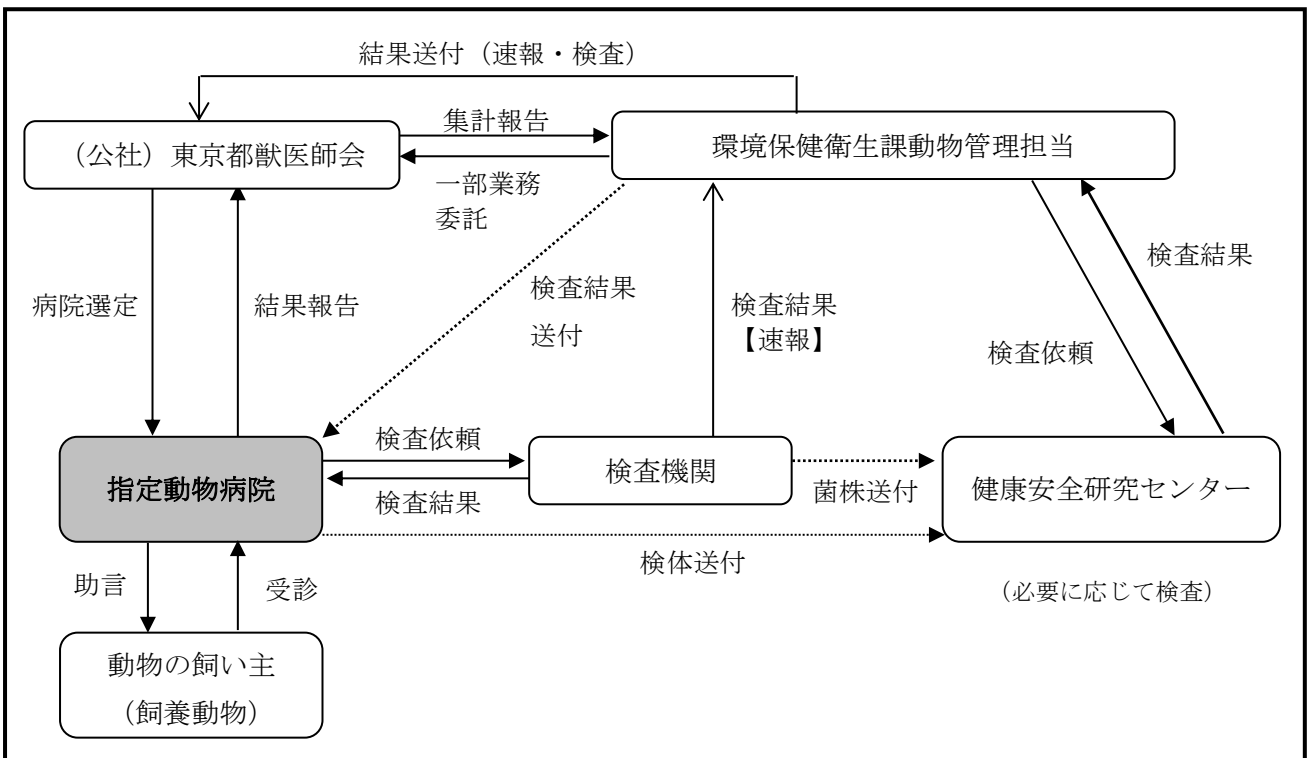 結果送付（速報・検査）
（公社）東京都獣医師会
集計報告
環境保健衛生課動物管理担当
一部業務
委託
病院選定
結果報告
検査結果
送付
検査結果
【速報】
検査依頼
検査結果
指定動物病院
検査依頼
検査結果
検査機関
菌株送付
健康安全研究センター
検体送付
（必要に応じて検査）
助言
受診
動物の飼い主
（飼養動物）